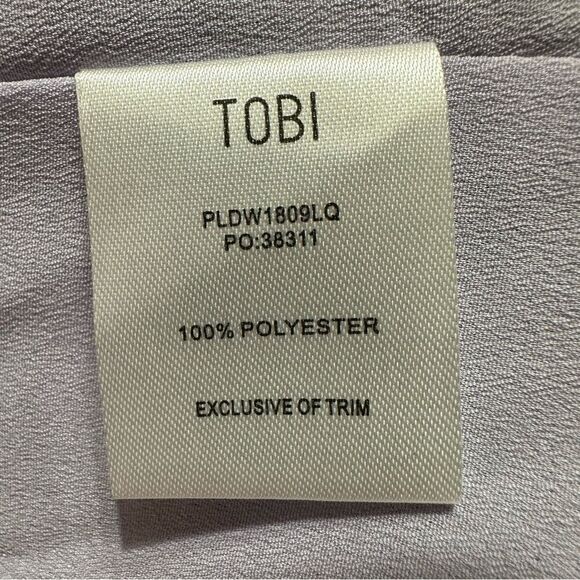 TOBI
PLDW1809LQ
PO:38311
100% POLYESTER
EXCLUSIVE OF TRIM